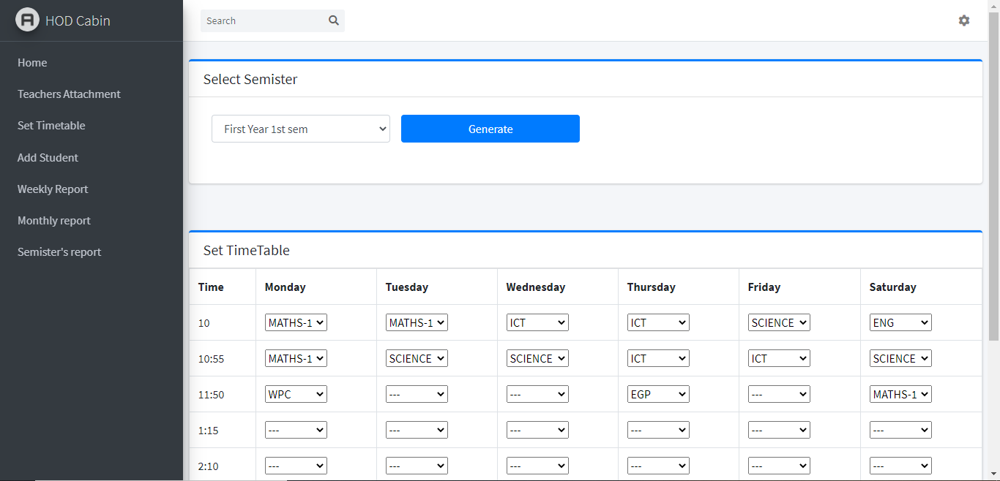 HOD Cabin
Search
Home
Teachers Attachment
Set Timetable
Add Student
Weekly Report
Monthly report
Semister's report
Select Semister
First Year 1st sem Generate
Set TimeTable
Time Monday Tuesday Wednesday Thursday Friday Saturday
10 MATHS-1 MATHS-1 ICT ICT SCIENCE ENG
10:55 MATHS-1 SCIENCE SCIENCE ICT ICT SCIENCE
11:50 WPC --- --- EGP --- MATHS-1
1:15 --- --- --- --- --- ---
2:10 --- --- --- --- --- ---